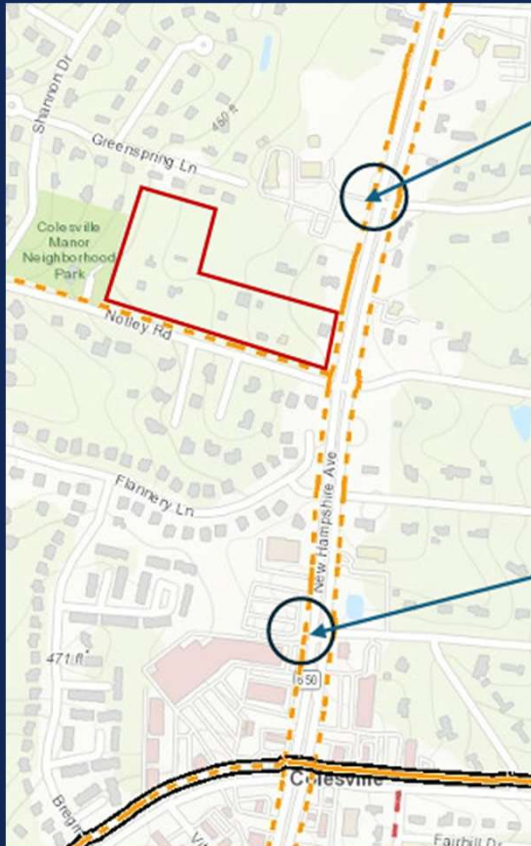 Shannon Dr
450 ft
Greenspring Ln
Colesville
Manor
Neighborhood
Park
Notley Rd
Flannery Ln
New Hampshire Ave
471 ft
650
Colesville
Fairhill Dr